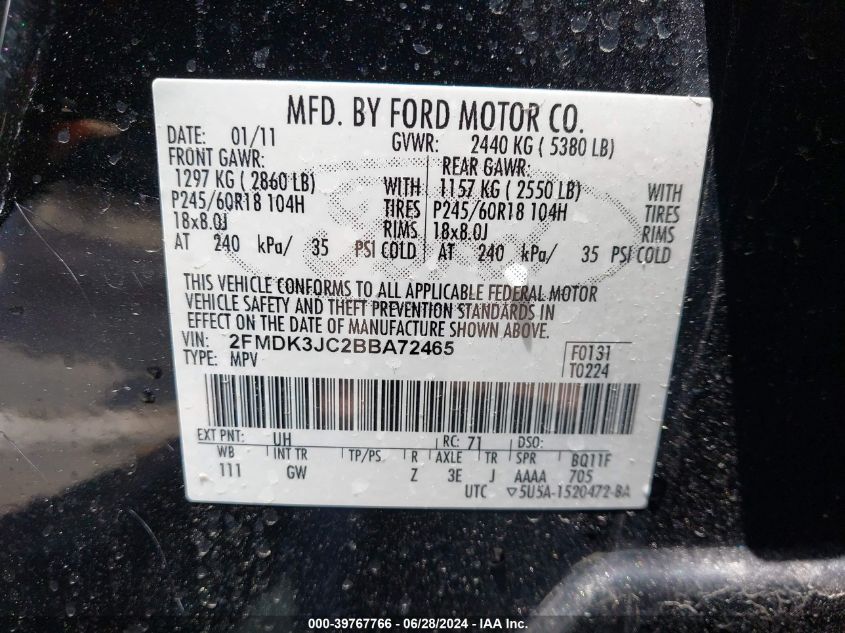 MFD. BY FORD MOTOR CO.
DATE: 01/11 GVWR: 2440 KG ( 5380 LB)
FRONT GAWR: REAR GAWR:
1297 KG ( 2860 LB) WITH 1157 KG ( 2550 LB) WITH
P245/60R18 104H TIRES P245/60R18 104H TIRES
18x8.0J RIMS 18x8.0J RIMS
AT 240 kPa/ 35 PSI COLD AT 240 kPa/ 35 PSI COLD
THIS VEHICLE CONFORMS TO ALL APPLICABLE FEDERAL MOTOR
VEHICLE SAFETY AND THEFT PREVENTION STANDARDS IN
EFFECT ON THE DATE OF MANUFACTURE SHOWN ABOVE.
VIN: 2FMDK3JC2BBA72465 F0131
TYPE: MPV T0224
EXT PNT: UH RC: 71 DSO:
WB INT TR TP/PS R AXLE TR SPR BQ11F
111 GW Z 3E J AAAA 705
UTC ▽5U5A-1520472-BA
000-39767766 - 06/28/2024 - IAA Inc.